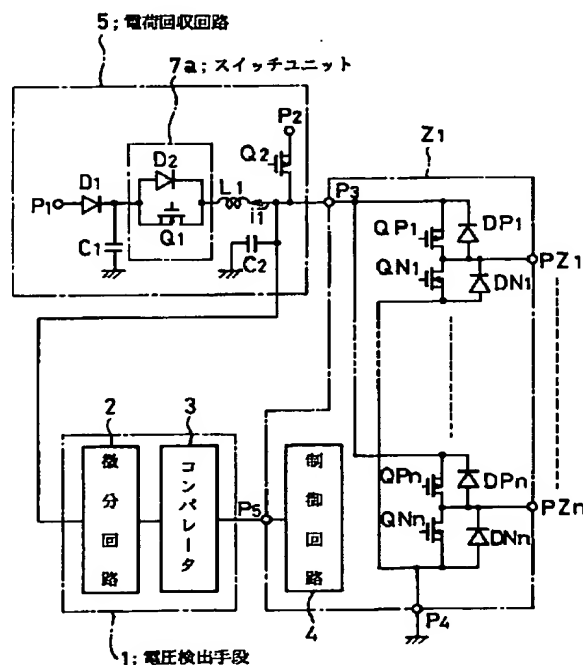 5；電荷回収回路
7a；スイッチユニット
P2
Z1
D1
D2
Q2
L1
P3
P1
i1
QP1
DP1
Q1
C1
C2
PZ1
QN1
DN1
2
3
微分回路
コンパレータ
P5
制御回路
QPn
DPn
PZn
QNn
DNn
4
P4
1；電圧検出手段